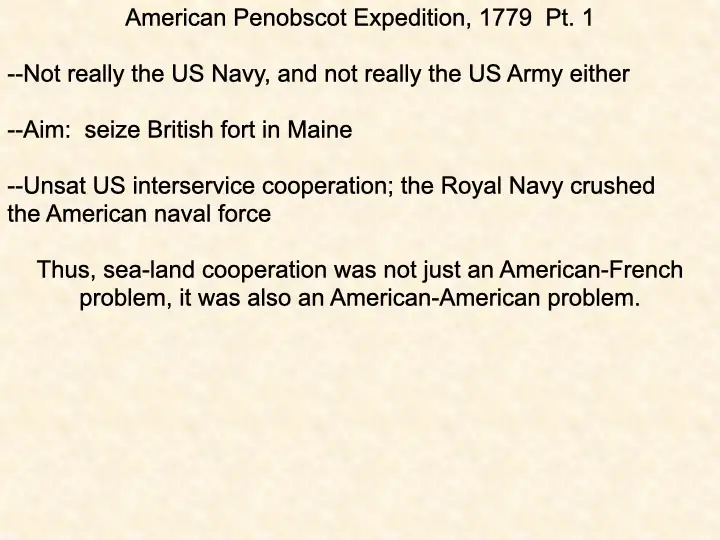 American Penobscot Expedition, 1779  Pt. 1
--Not really the US Navy, and not really the US Army either
--Aim:  seize British fort in Maine
--Unsat US interservice cooperation; the Royal Navy crushed
the American naval force
Thus, sea-land cooperation was not just an American-French
problem, it was also an American-American problem.